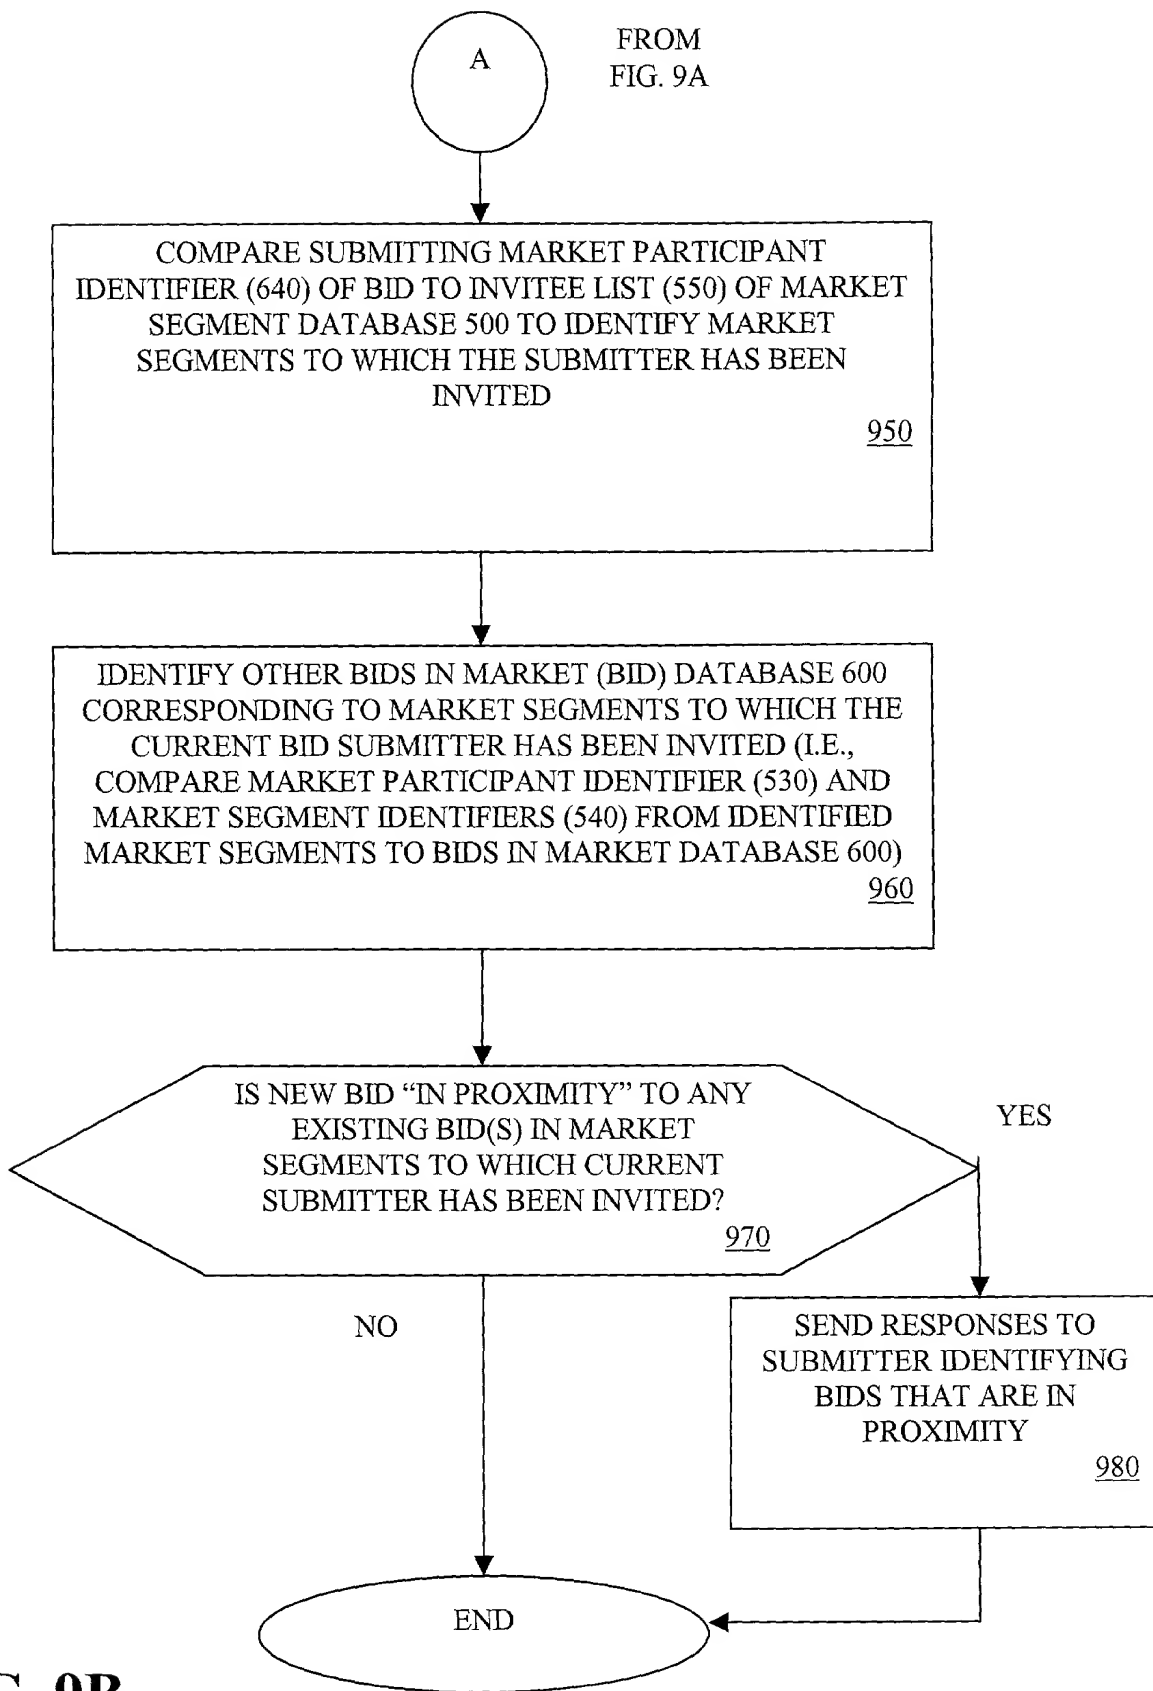 A
FROM
FIG. 9A
COMPARE SUBMITTING MARKET PARTICIPANT
IDENTIFIER (640) OF BID TO INVITEE LIST (550) OF MARKET
SEGMENT DATABASE 500 TO IDENTIFY MARKET
SEGMENTS TO WHICH THE SUBMITTER HAS BEEN
INVITED
950
IDENTIFY OTHER BIDS IN MARKET (BID) DATABASE 600
CORRESPONDING TO MARKET SEGMENTS TO WHICH THE
CURRENT BID SUBMITTER HAS BEEN INVITED (I.E.,
COMPARE MARKET PARTICIPANT IDENTIFIER (530) AND
MARKET SEGMENT IDENTIFIERS (540) FROM IDENTIFIED
MARKET SEGMENTS TO BIDS IN MARKET DATABASE 600)
960
IS NEW BID “IN PROXIMITY” TO ANY
EXISTING BID(S) IN MARKET
SEGMENTS TO WHICH CURRENT
SUBMITTER HAS BEEN INVITED?
970
YES
NO
SEND RESPONSES TO
SUBMITTER IDENTIFYING
BIDS THAT ARE IN
PROXIMITY
980
END
9B